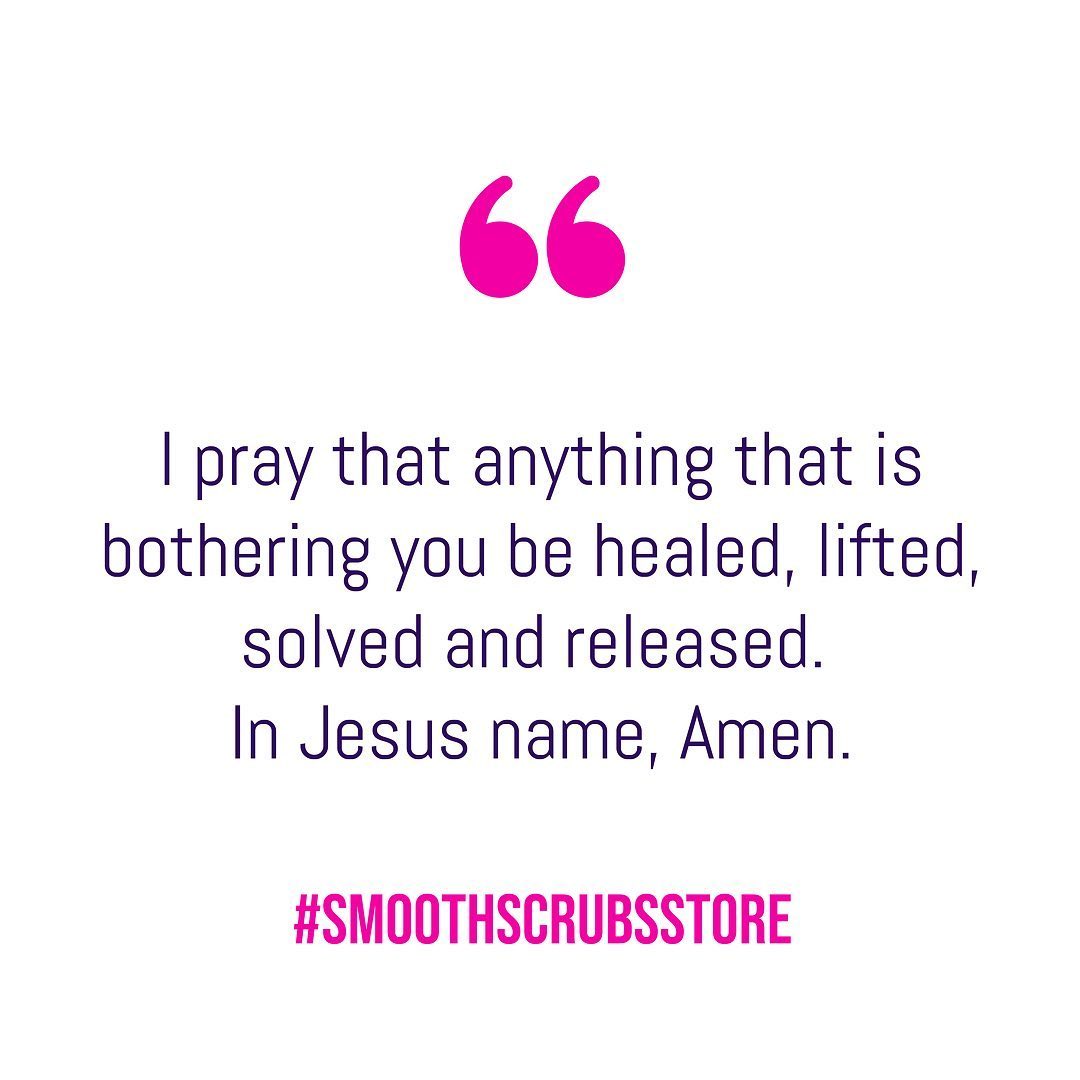 “
I pray that anything that is
bothering you be healed, lifted,
solved and released.
In Jesus name, Amen.
#SMOOTHSCRUBSSTORE